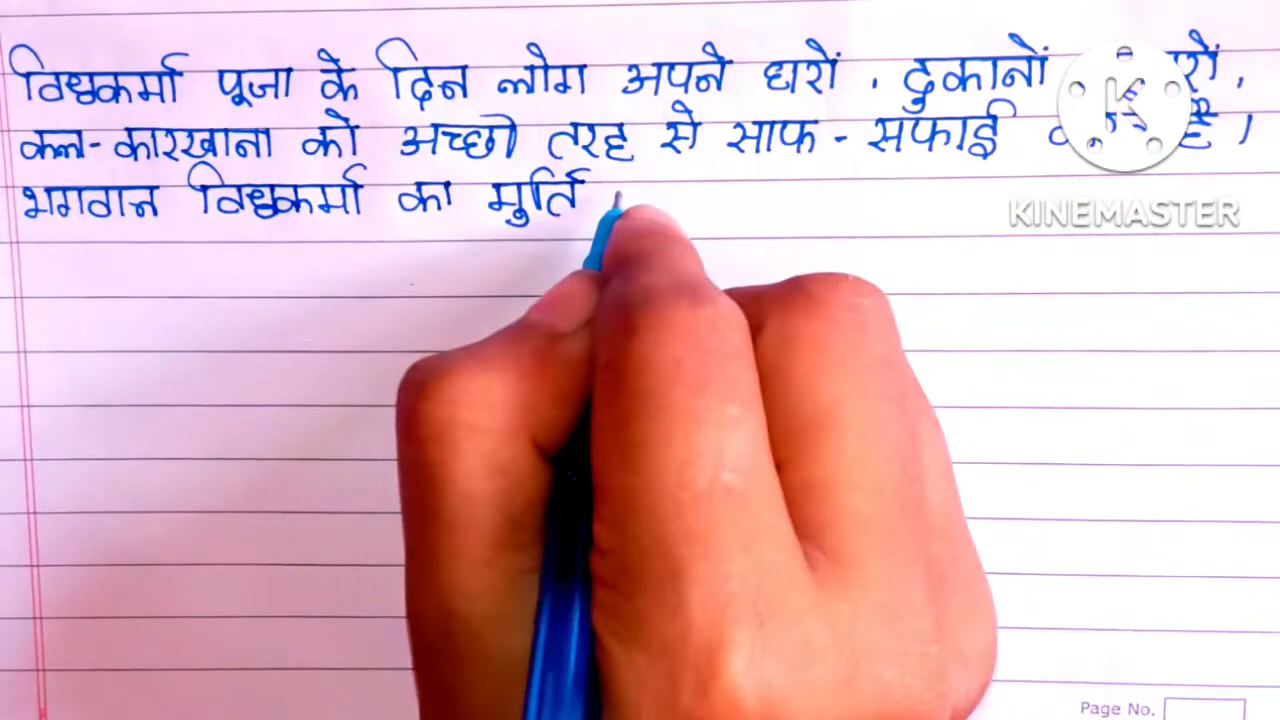 विश्वकर्मा पूजा के दिन लोग अपने घरों, दुकानों
कल-कारखाना को अच्छी तरह से साफ-सफाई है।
भगवान विश्वकर्मा का मुर्ति
KINEMASTER
Page No.